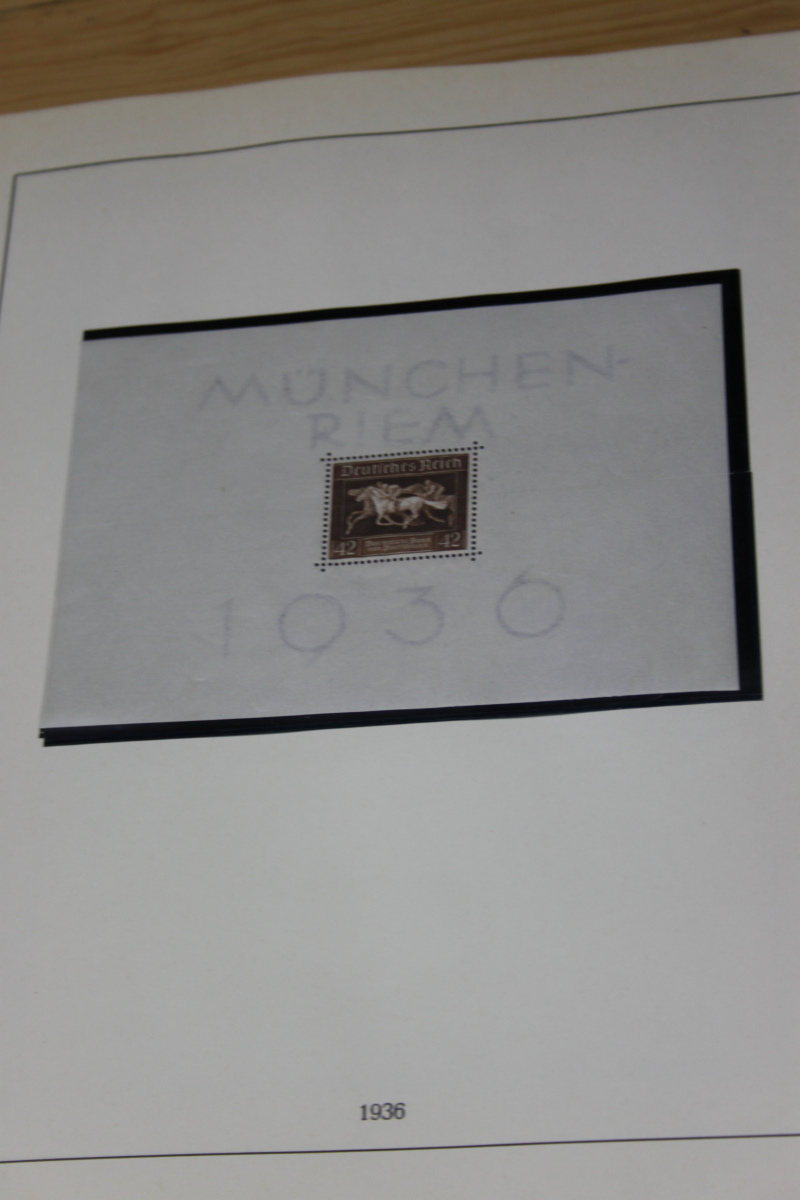 MÜNCHEN-
RIEM
Deutsches Reich
42 42
1936
1936